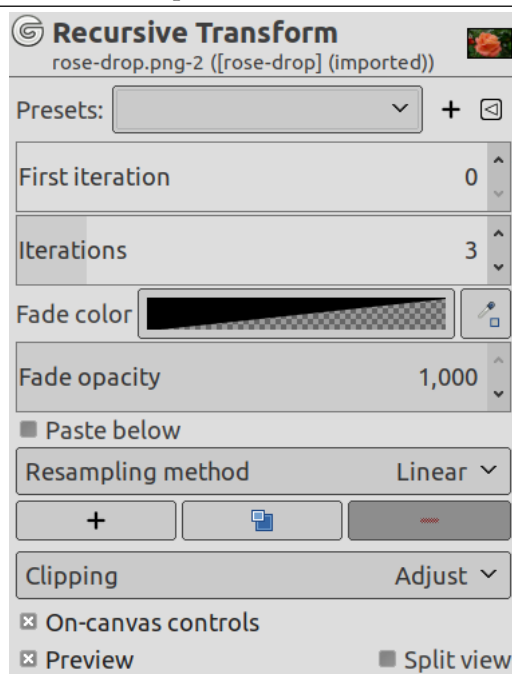 Recursive Transform
rose-drop.png-2 ([rose-drop] (imported))
Presets:
First iteration 0
Iterations 3
Fade color
Fade opacity 1,000
Paste below
Resampling method Linear
Clipping Adjust
On-canvas controls
Preview Split view